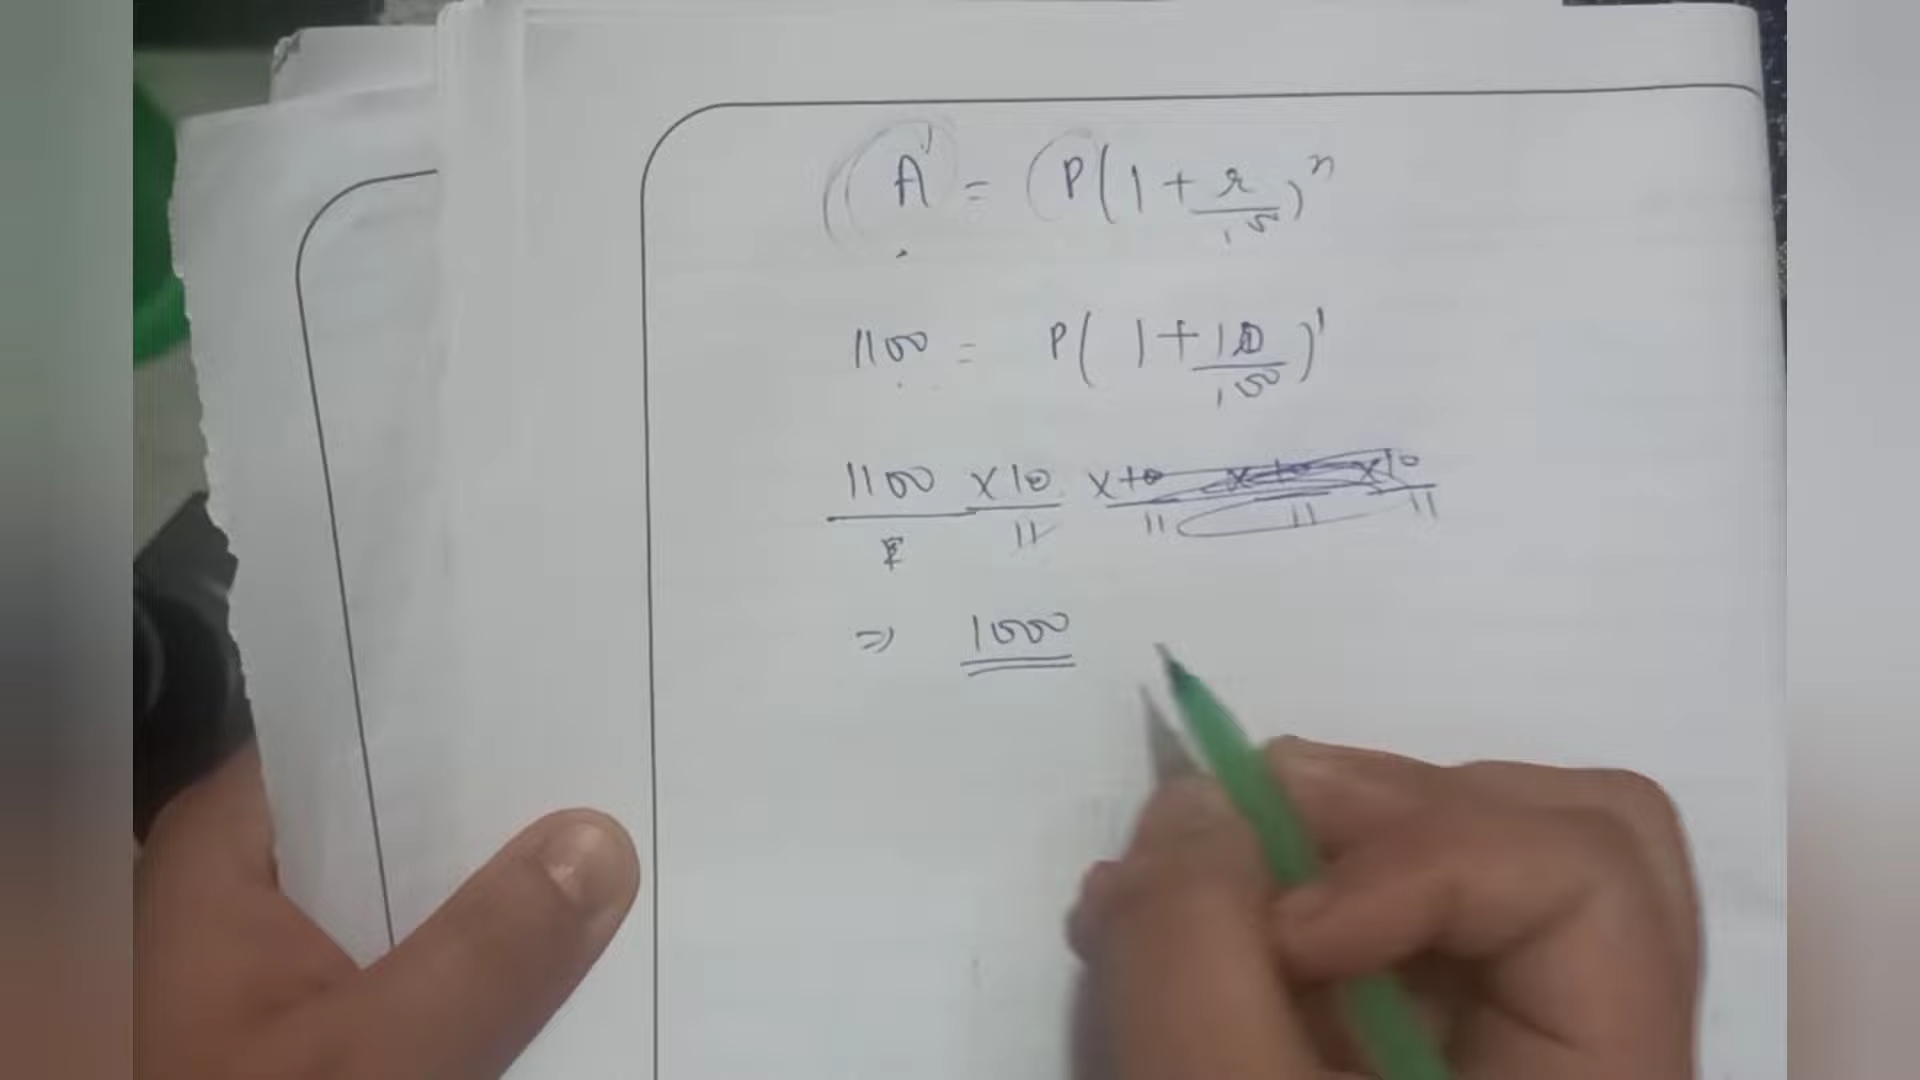 A = P(1 + r/100)^n
1100 = P(1 + 10/100)^1
1100 × 10/11
=> 1000